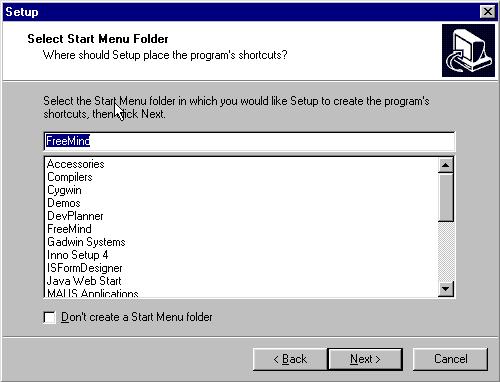 Setup
Select Start Menu Folder
Where should Setup place the program's shortcuts?
Select the Start Menu folder in which you would like Setup to create the program's
shortcuts, then click Next.
FreeMind
Accessories
Compilers
Cygwin
Demos
DevPlanner
FreeMind
Gadwin Systems
Inno Setup 4
ISFormDesigner
Java Web Start
MAUS Applications
Don't create a Start Menu folder
< Back
Next >
Cancel